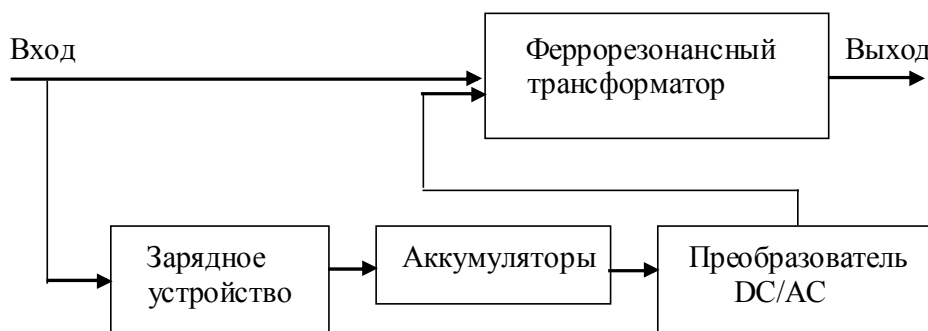 Вход
Феррорезонансный
трансформатор
Выход
Зарядное
устройство
Аккумуляторы
Преобразователь
DC/AC